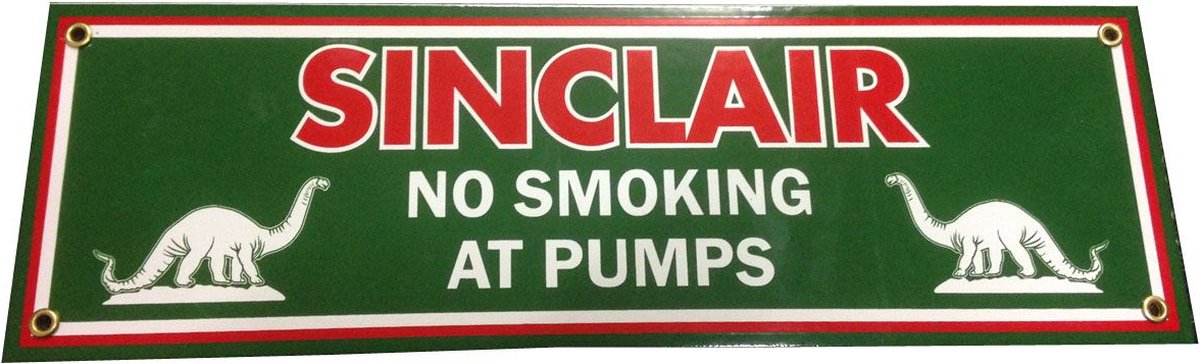 SINCLAIR
NO SMOKING
AT PUMPS